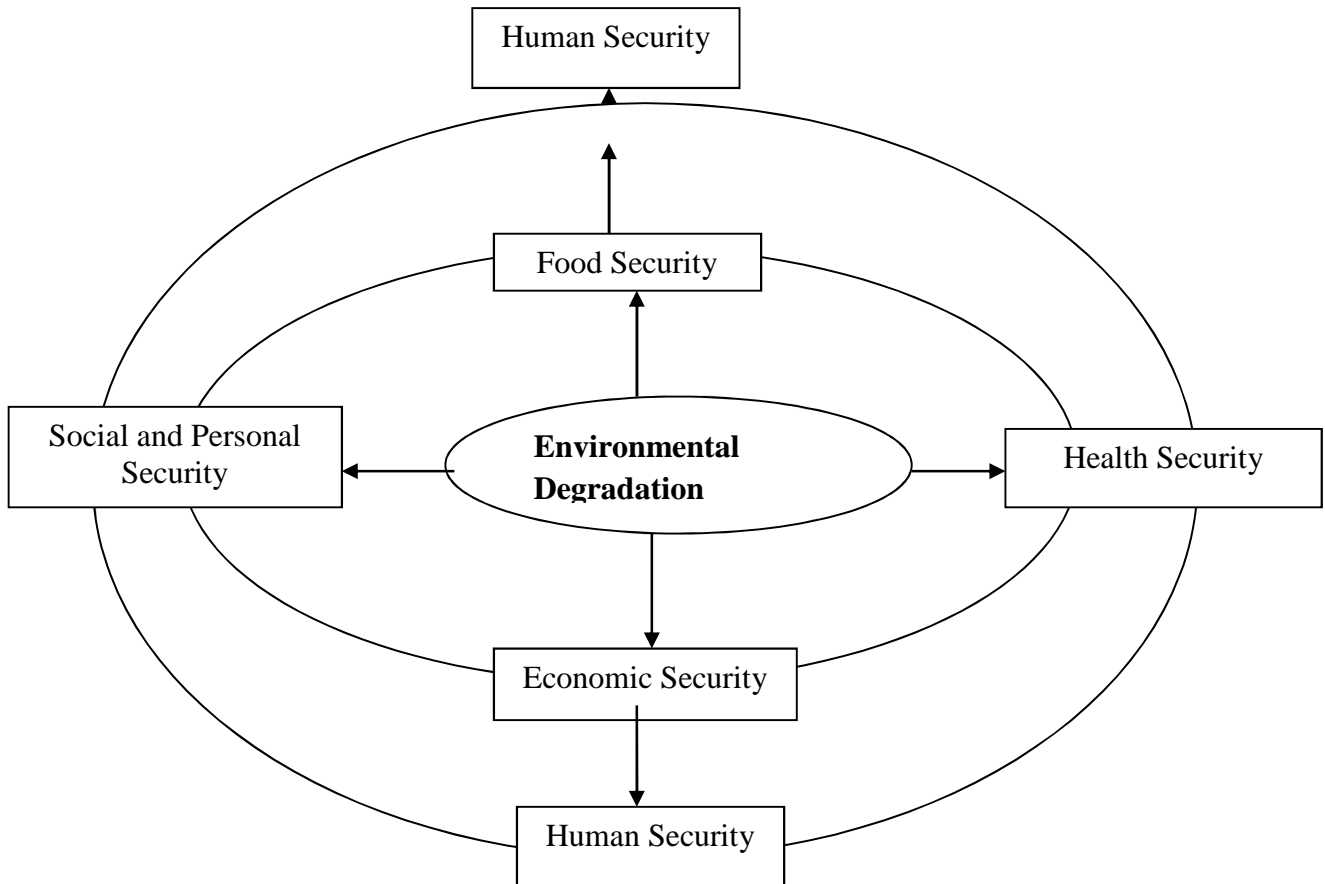 Human Security
Food Security
Social and Personal
Security
Environmental
Degradation
Health Security
Economic Security
Human Security